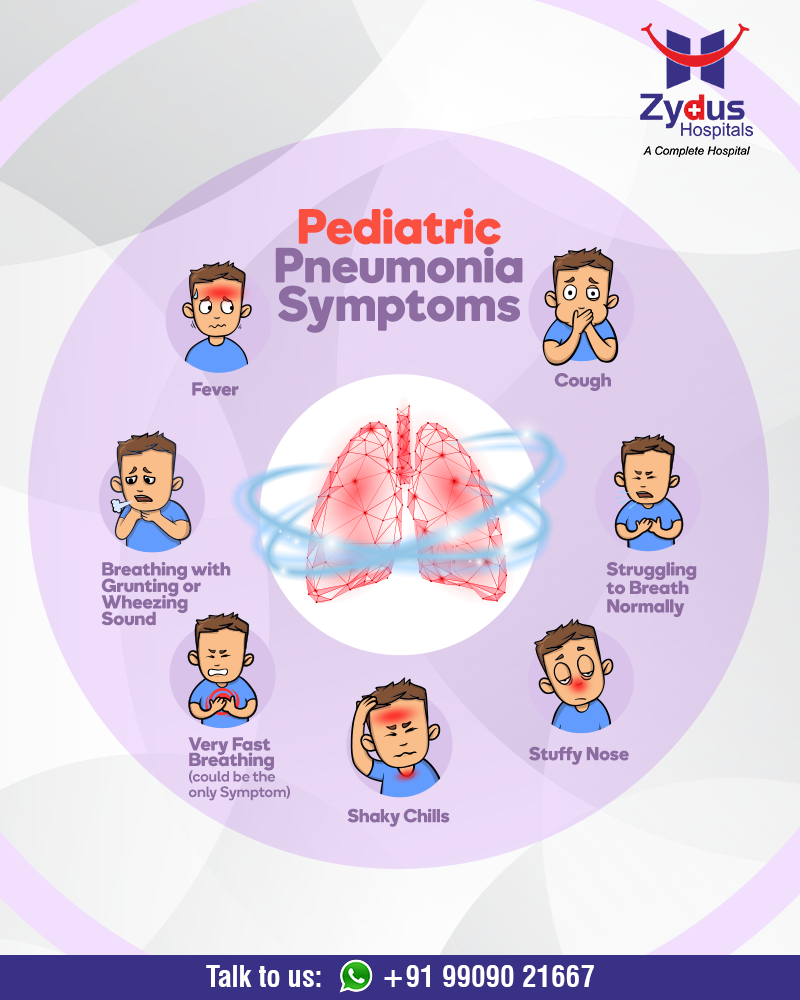 Zydus
Hospitals
A Complete Hospital
Pediatric
Pneumonia
Symptoms
Fever
Cough
Breathing with
Grunting or
Wheezing
Sound
Struggling
to Breath
Normally
Very Fast
Breathing
(could be the
only Symptom)
Stuffy Nose
Shaky Chills
Talk to us: +91 99090 21667